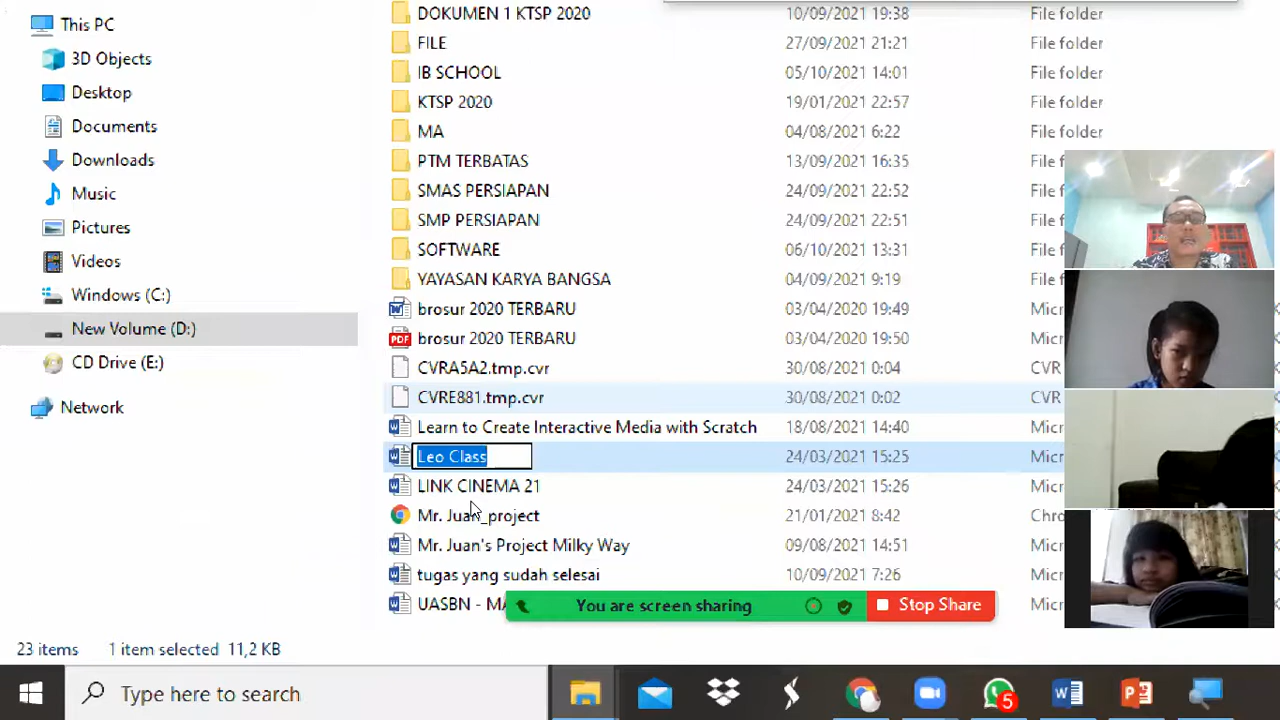 This PC
3D Objects
Desktop
Documents
Downloads
Music
Pictures
Videos
Windows (C:)
New Volume (D:)
CD Drive (E:)
Network
DOKUMEN 1 KTSP 2020 10/09/2021 19:38 File folder
FILE 27/09/2021 21:21 File folder
IB SCHOOL 05/10/2021 14:01 File folder
KTSP 2020 19/01/2021 22:57 File folder
MA 04/08/2021 6:22 File folder
PTM TERBATAS 13/09/2021 16:35 File folder
SMAS PERSIAPAN 24/09/2021 22:52 File folder
SMP PERSIAPAN 24/09/2021 22:51 File folder
SOFTWARE 06/10/2021 13:31 File folder
YAYASAN KARYA BANGSA 04/09/2021 9:19 File folder
brosur 2020 TERBARU 03/04/2020 19:49 Micr
PDF brosur 2020 TERBARU 03/04/2020 19:50 Micr
CVRA5A2.tmp.cvr 30/08/2021 0:04 CVR
CVRE881.tmp.cvr 30/08/2021 0:02 CVR
Learn to Create Interactive Media with Scratch 18/08/2021 14:40 Micr
Leo Class 24/03/2021 15:25 Micr
LINK CINEMA 21 24/03/2021 15:26 Micr
Mr. Juan_project 21/01/2021 8:42 Chro
Mr. Juan's Project Milky Way 09/08/2021 14:51 Micr
tugas yang sudah selesai 10/09/2021 7:26 Micr
UASBN - MA
You are screen sharing Stop Share
23 items 1 item selected 11,2 KB
Type here to search 5